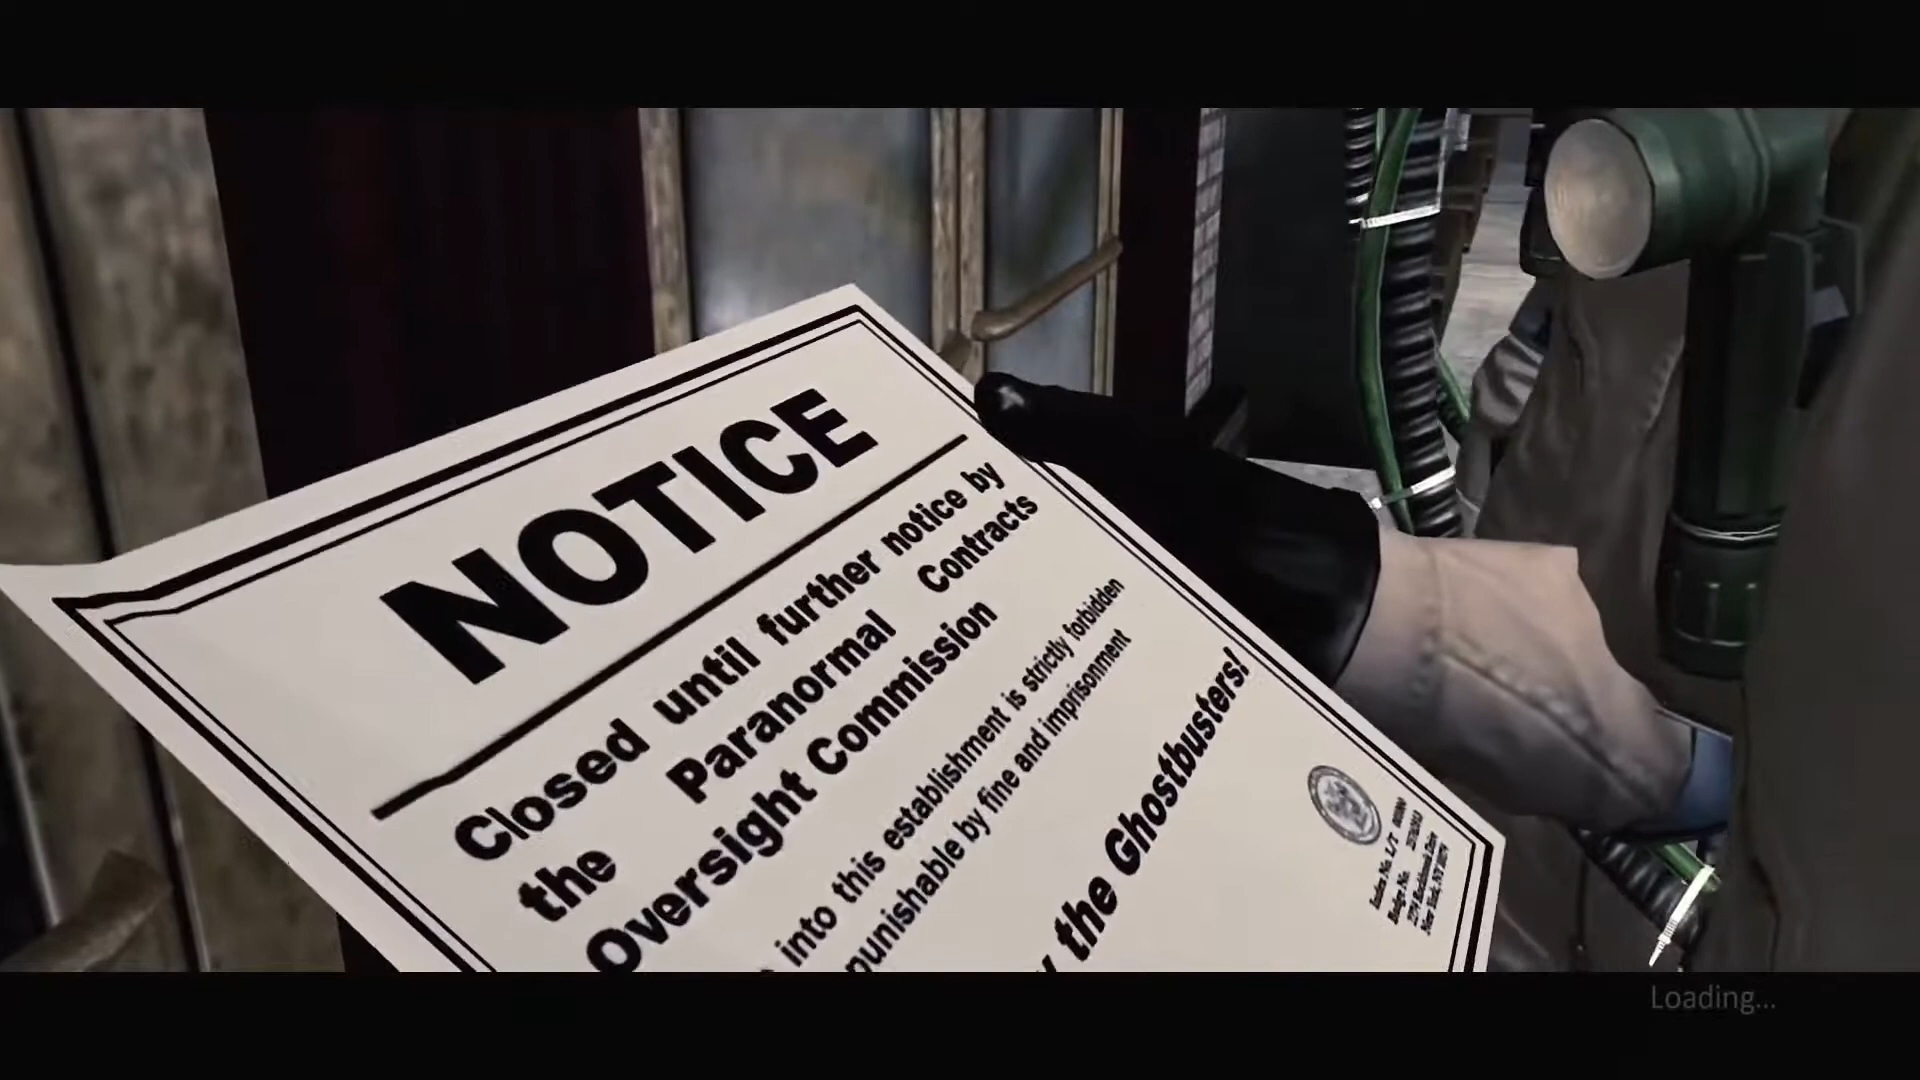 NOTICE
Closed until further notice by
the Paranormal Contracts
Oversight Commission
into this establishment is strictly forbidden
punishable by fine and imprisonment
the Ghostbusters!
Loading...